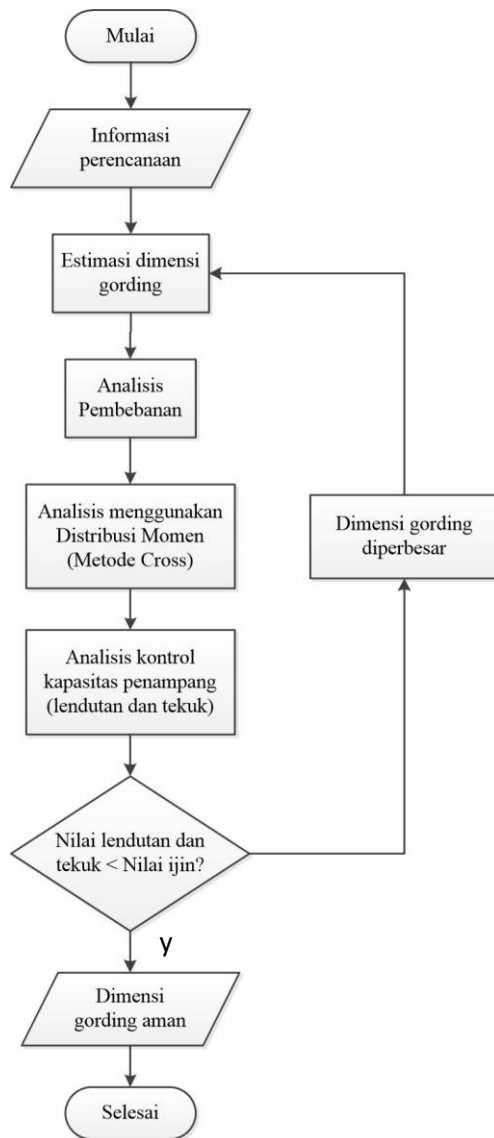 Mulai
Informasi
perencanaan
Estimasi dimensi
gording
Analisis
Pembebanan
Analisis menggunakan
Distribusi Momen
(Metode Cross)
Dimensi gording
diperbesar
Analisis kontrol
kapasitas penampang
(lendutan dan tekuk)
Nilai lendutan dan
tekuk < Nilai ijin?
y
Dimensi
gording aman
Selesai